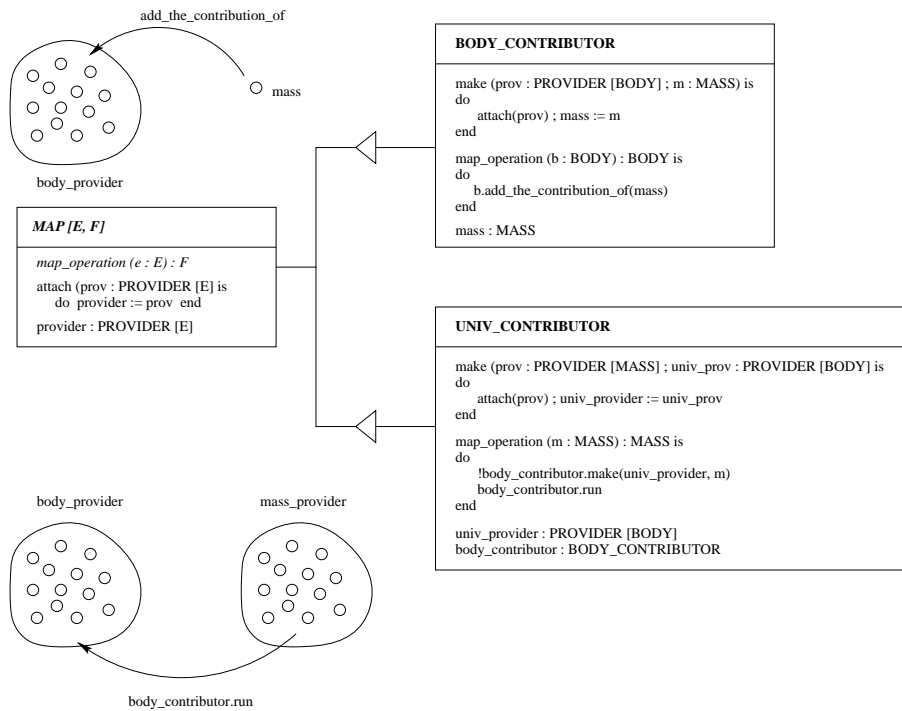 add_the_contribution_of
mass
body_provider
MAP [E, F]
map_operation (e : E) : F
attach (prov : PROVIDER [E] is
do provider := prov end
provider : PROVIDER [E]
BODY_CONTRIBUTOR
make (prov : PROVIDER [BODY] ; m : MASS) is
do
attach(prov) ; mass := m
end
map_operation (b : BODY) : BODY is
do
b.add_the_contribution_of(mass)
end
mass : MASS
UNIV_CONTRIBUTOR
make (prov : PROVIDER [MASS] ; univ_prov : PROVIDER [BODY] is
do
attach(prov) ; univ_provider := univ_prov
end
map_operation (m : MASS) : MASS is
do
!body_contributor.make(univ_provider, m)
body_contributor.run
end
univ_provider : PROVIDER [BODY]
body_contributor : BODY_CONTRIBUTOR
body_provider
mass_provider
body_contributor.run